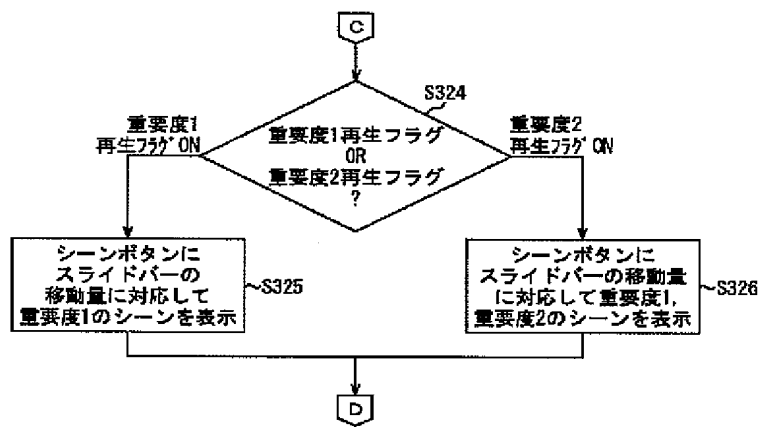 C
S324
重要度1
再生フラグON
重要度1再生フラグ
OR
重要度2再生フラグ
?
重要度2
再生フラグON
シーンボタンに
スライドバーの
移動量に対応して
重要度1のシーンを表示
S325
シーンボタンに
スライドバーの移動量
に対応して重要度1,
重要度2のシーンを表示
S326
D